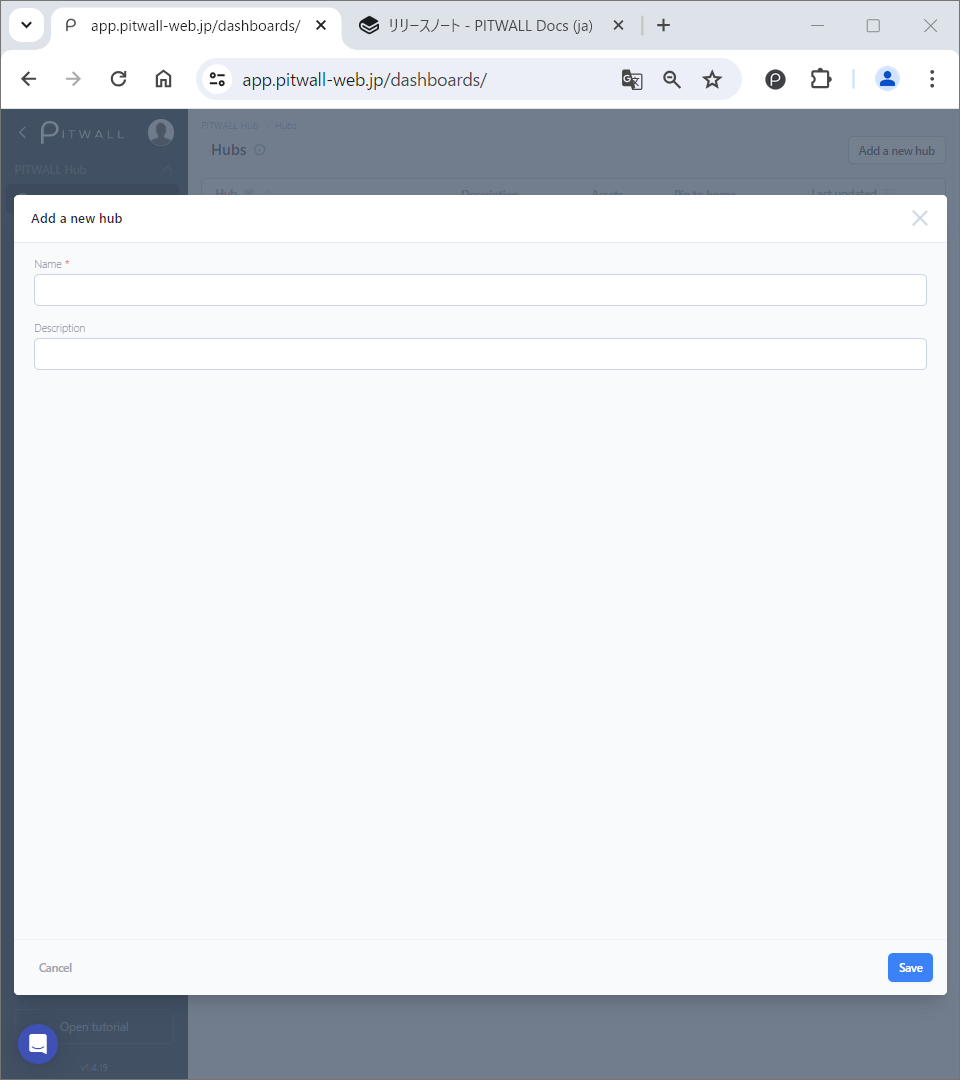 app.pitwall-web.jp/dashboards/
リリースノート - PITWALL Docs (ja)
app.pitwall-web.jp/dashboards/
PITWALL
PITWALL Hub
PITWALL Hub > Hubs
Hubs
Add a new hub
Hub
Description
Assets
Pin to home
Last updated
Add a new hub
Name *
Description
Cancel
Save
Open tutorial
v1.4.19